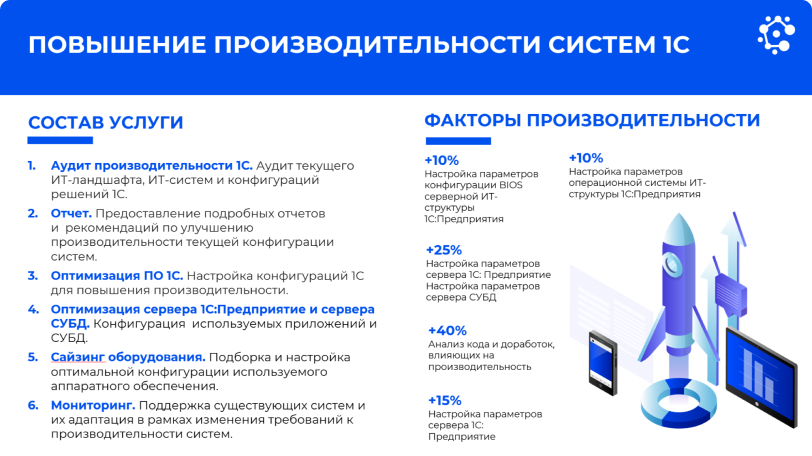 ПОВЫШЕНИЕ ПРОИЗВОДИТЕЛЬНОСТИ СИСТЕМ 1С
СОСТАВ УСЛУГИ
1. Аудит производительности 1С. Аудит текущего
ИТ-ландшафта, ИТ-систем и конфигураций
решений 1С.
2. Отчет. Предоставление подробных отчетов
и рекомендаций по улучшению
производительности текущей конфигурации
систем.
3. Оптимизация ПО 1С. Настройка конфигураций 1С
для повышения производительности.
4. Оптимизация сервера 1С:Предприятие и сервера
СУБД. Конфигурация используемых приложений и
СУБД.
5. Сайзинг оборудования. Подборка и настройка
оптимальной конфигурации используемого
аппаратного обеспечения.
6. Мониторинг. Поддержка существующих систем и
их адаптация в рамках изменения требований к
производительности систем.
ФАКТОРЫ ПРОИЗВОДИТЕЛЬНОСТИ
+10%
Настройка параметров
конфигурации BIOS
серверной ИТ-
структуры
1С:Предприятия
+10%
Настройка параметров
операционной системы ИТ-
структуры 1С:Предприятия
+25%
Настройка параметров
сервера 1С: Предприятие
Настройка параметров
сервера СУБД
+40%
Анализ кода и доработок,
влияющих на
производительность
+15%
Настройка параметров
сервера 1С:
Предприятие